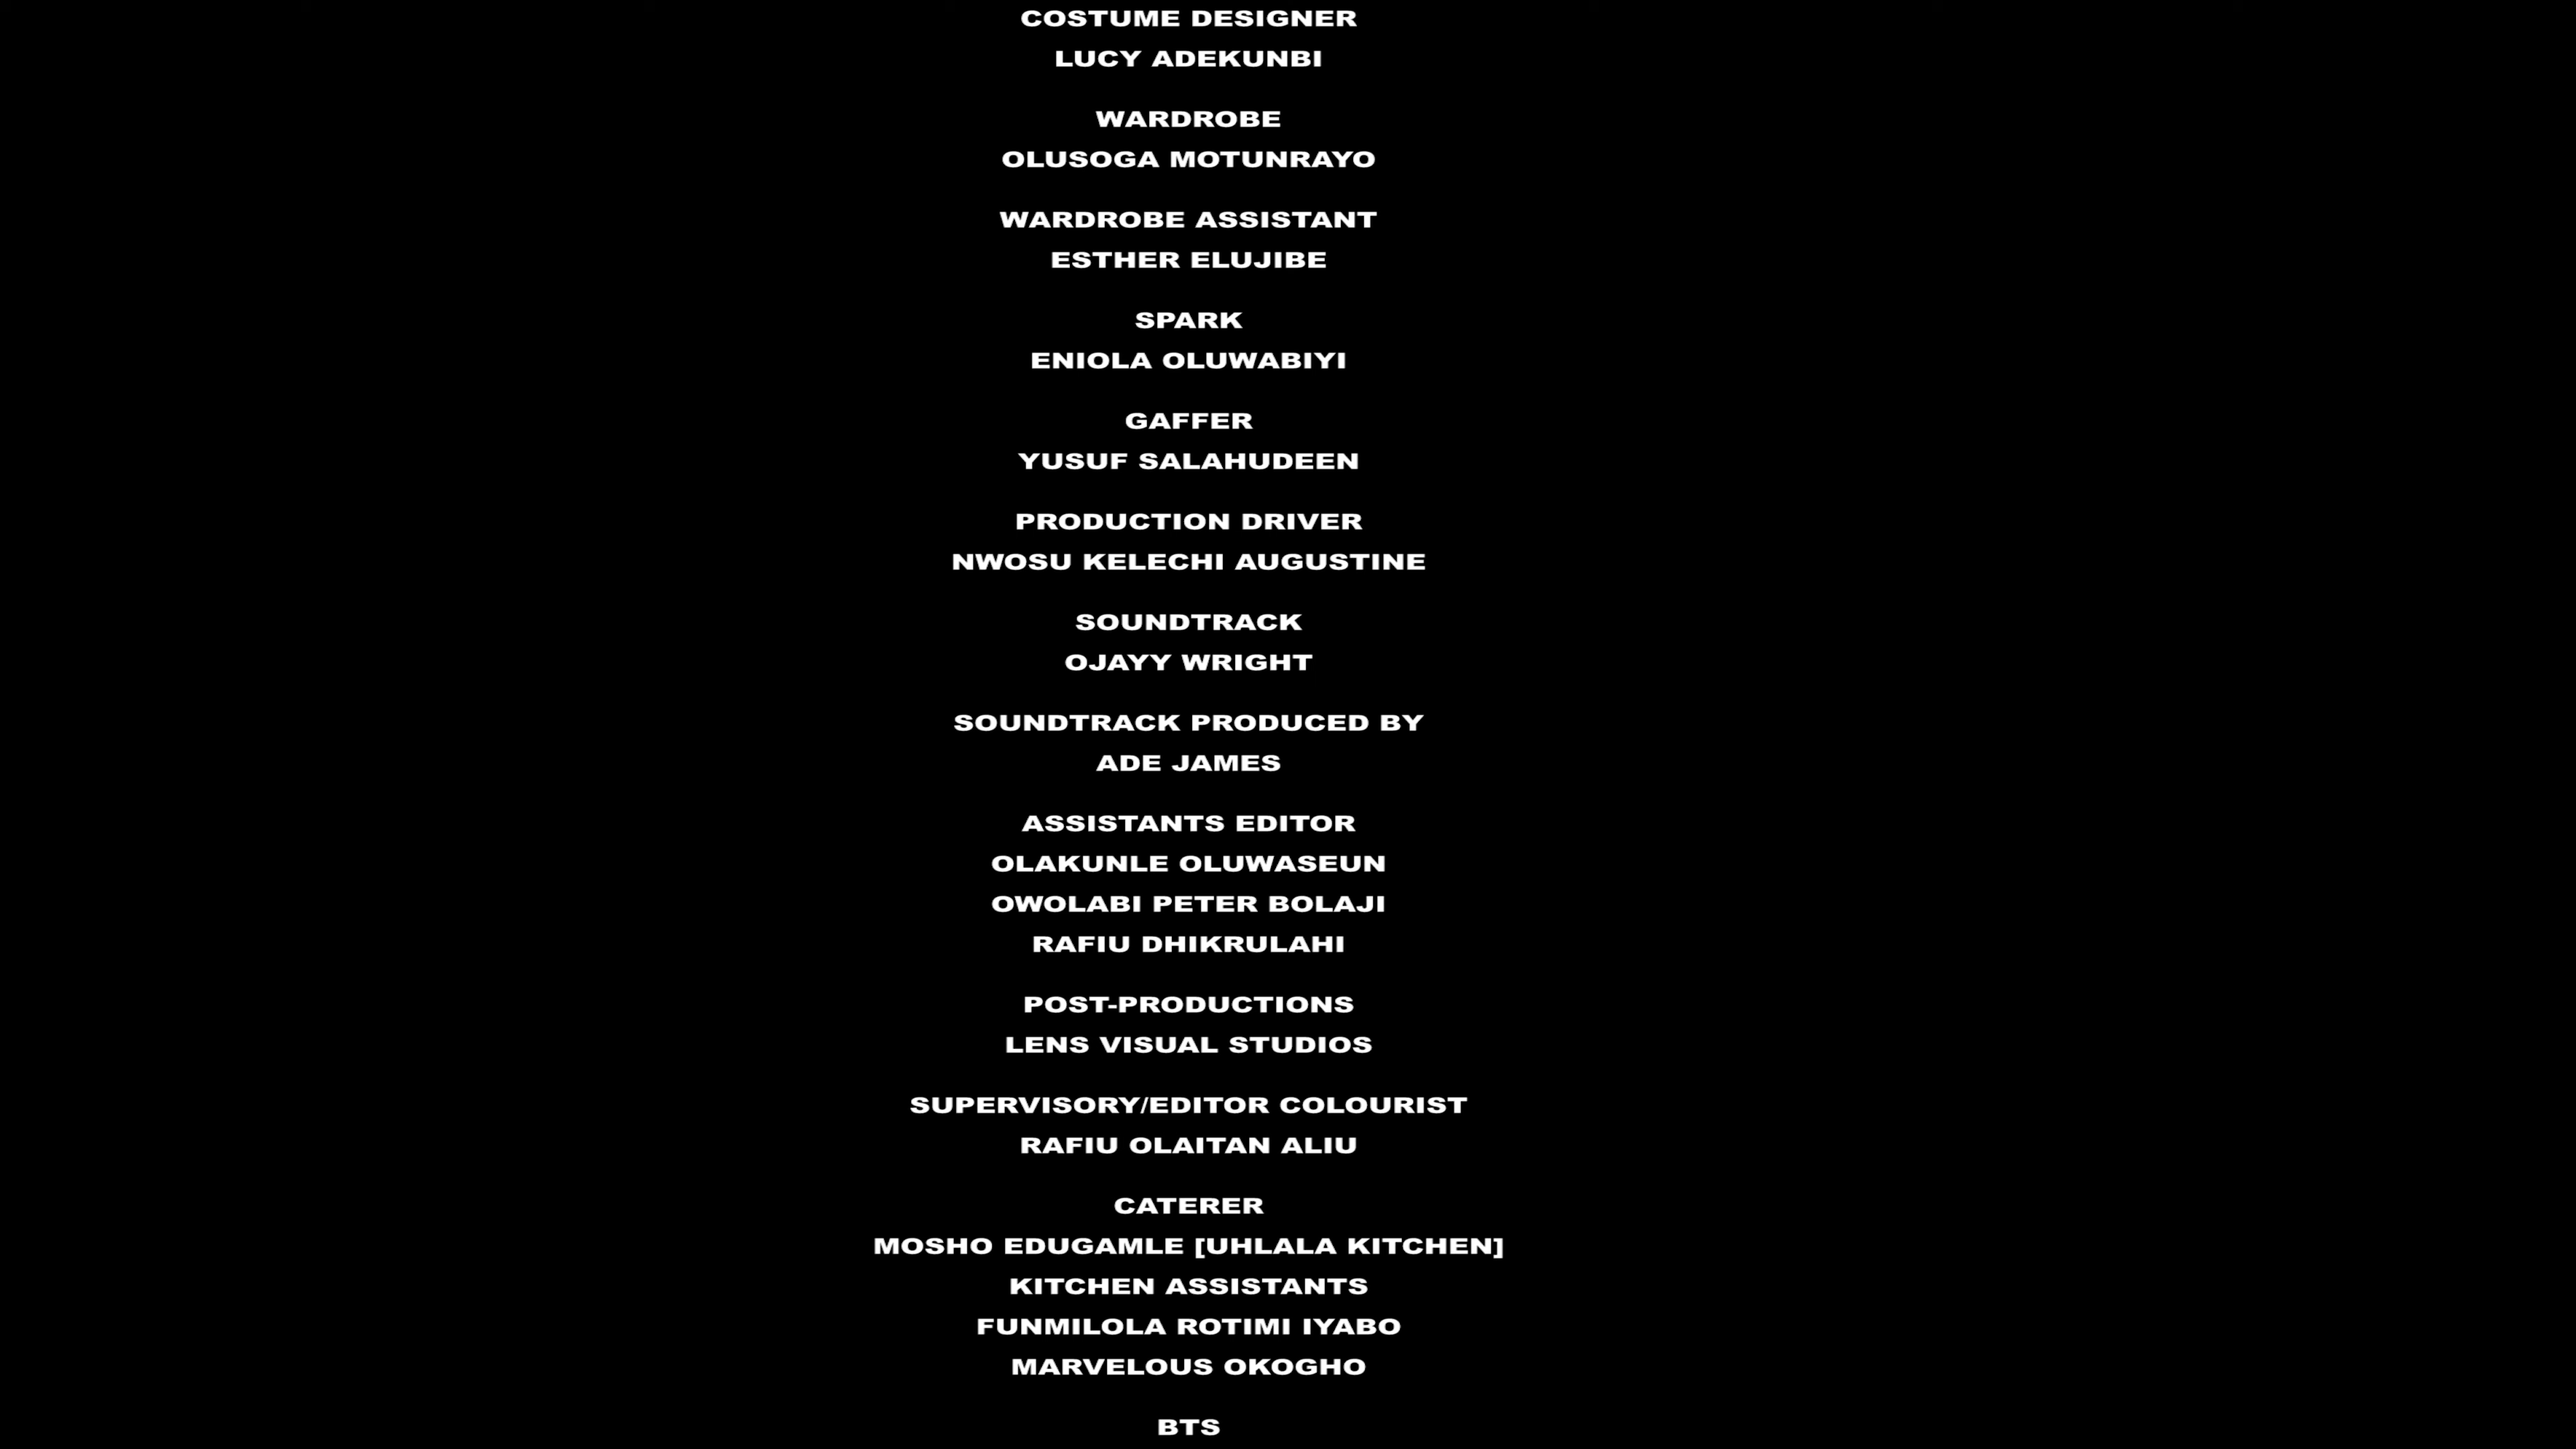 COSTUME DESIGNER
LUCY ADEKUNBI
WARDROBE
OLUSOGA MOTUNRAYO
WARDROBE ASSISTANT
ESTHER ELUJIBE
SPARK
ENIOLA OLUWABIYI
GAFFER
YUSUF SALAHUDEEN
PRODUCTION DRIVER
NWOSU KELECHI AUGUSTINE
SOUNDTRACK
OJAYY WRIGHT
SOUNDTRACK PRODUCED BY
ADE JAMES
ASSISTANTS EDITOR
OLAKUNLE OLUWASEUN
OWOLABI PETER BOLAJI
RAFIU DHIKRULAHI
POST-PRODUCTIONS
LENS VISUAL STUDIOS
SUPERVISORY/EDITOR COLOURIST
RAFIU OLAITAN ALIU
CATERER
MOSHO EDUGAMLE [UHLALA KITCHEN]
KITCHEN ASSISTANTS
FUNMILOLA ROTIMI IYABO
MARVELOUS OKOGHO
BTS